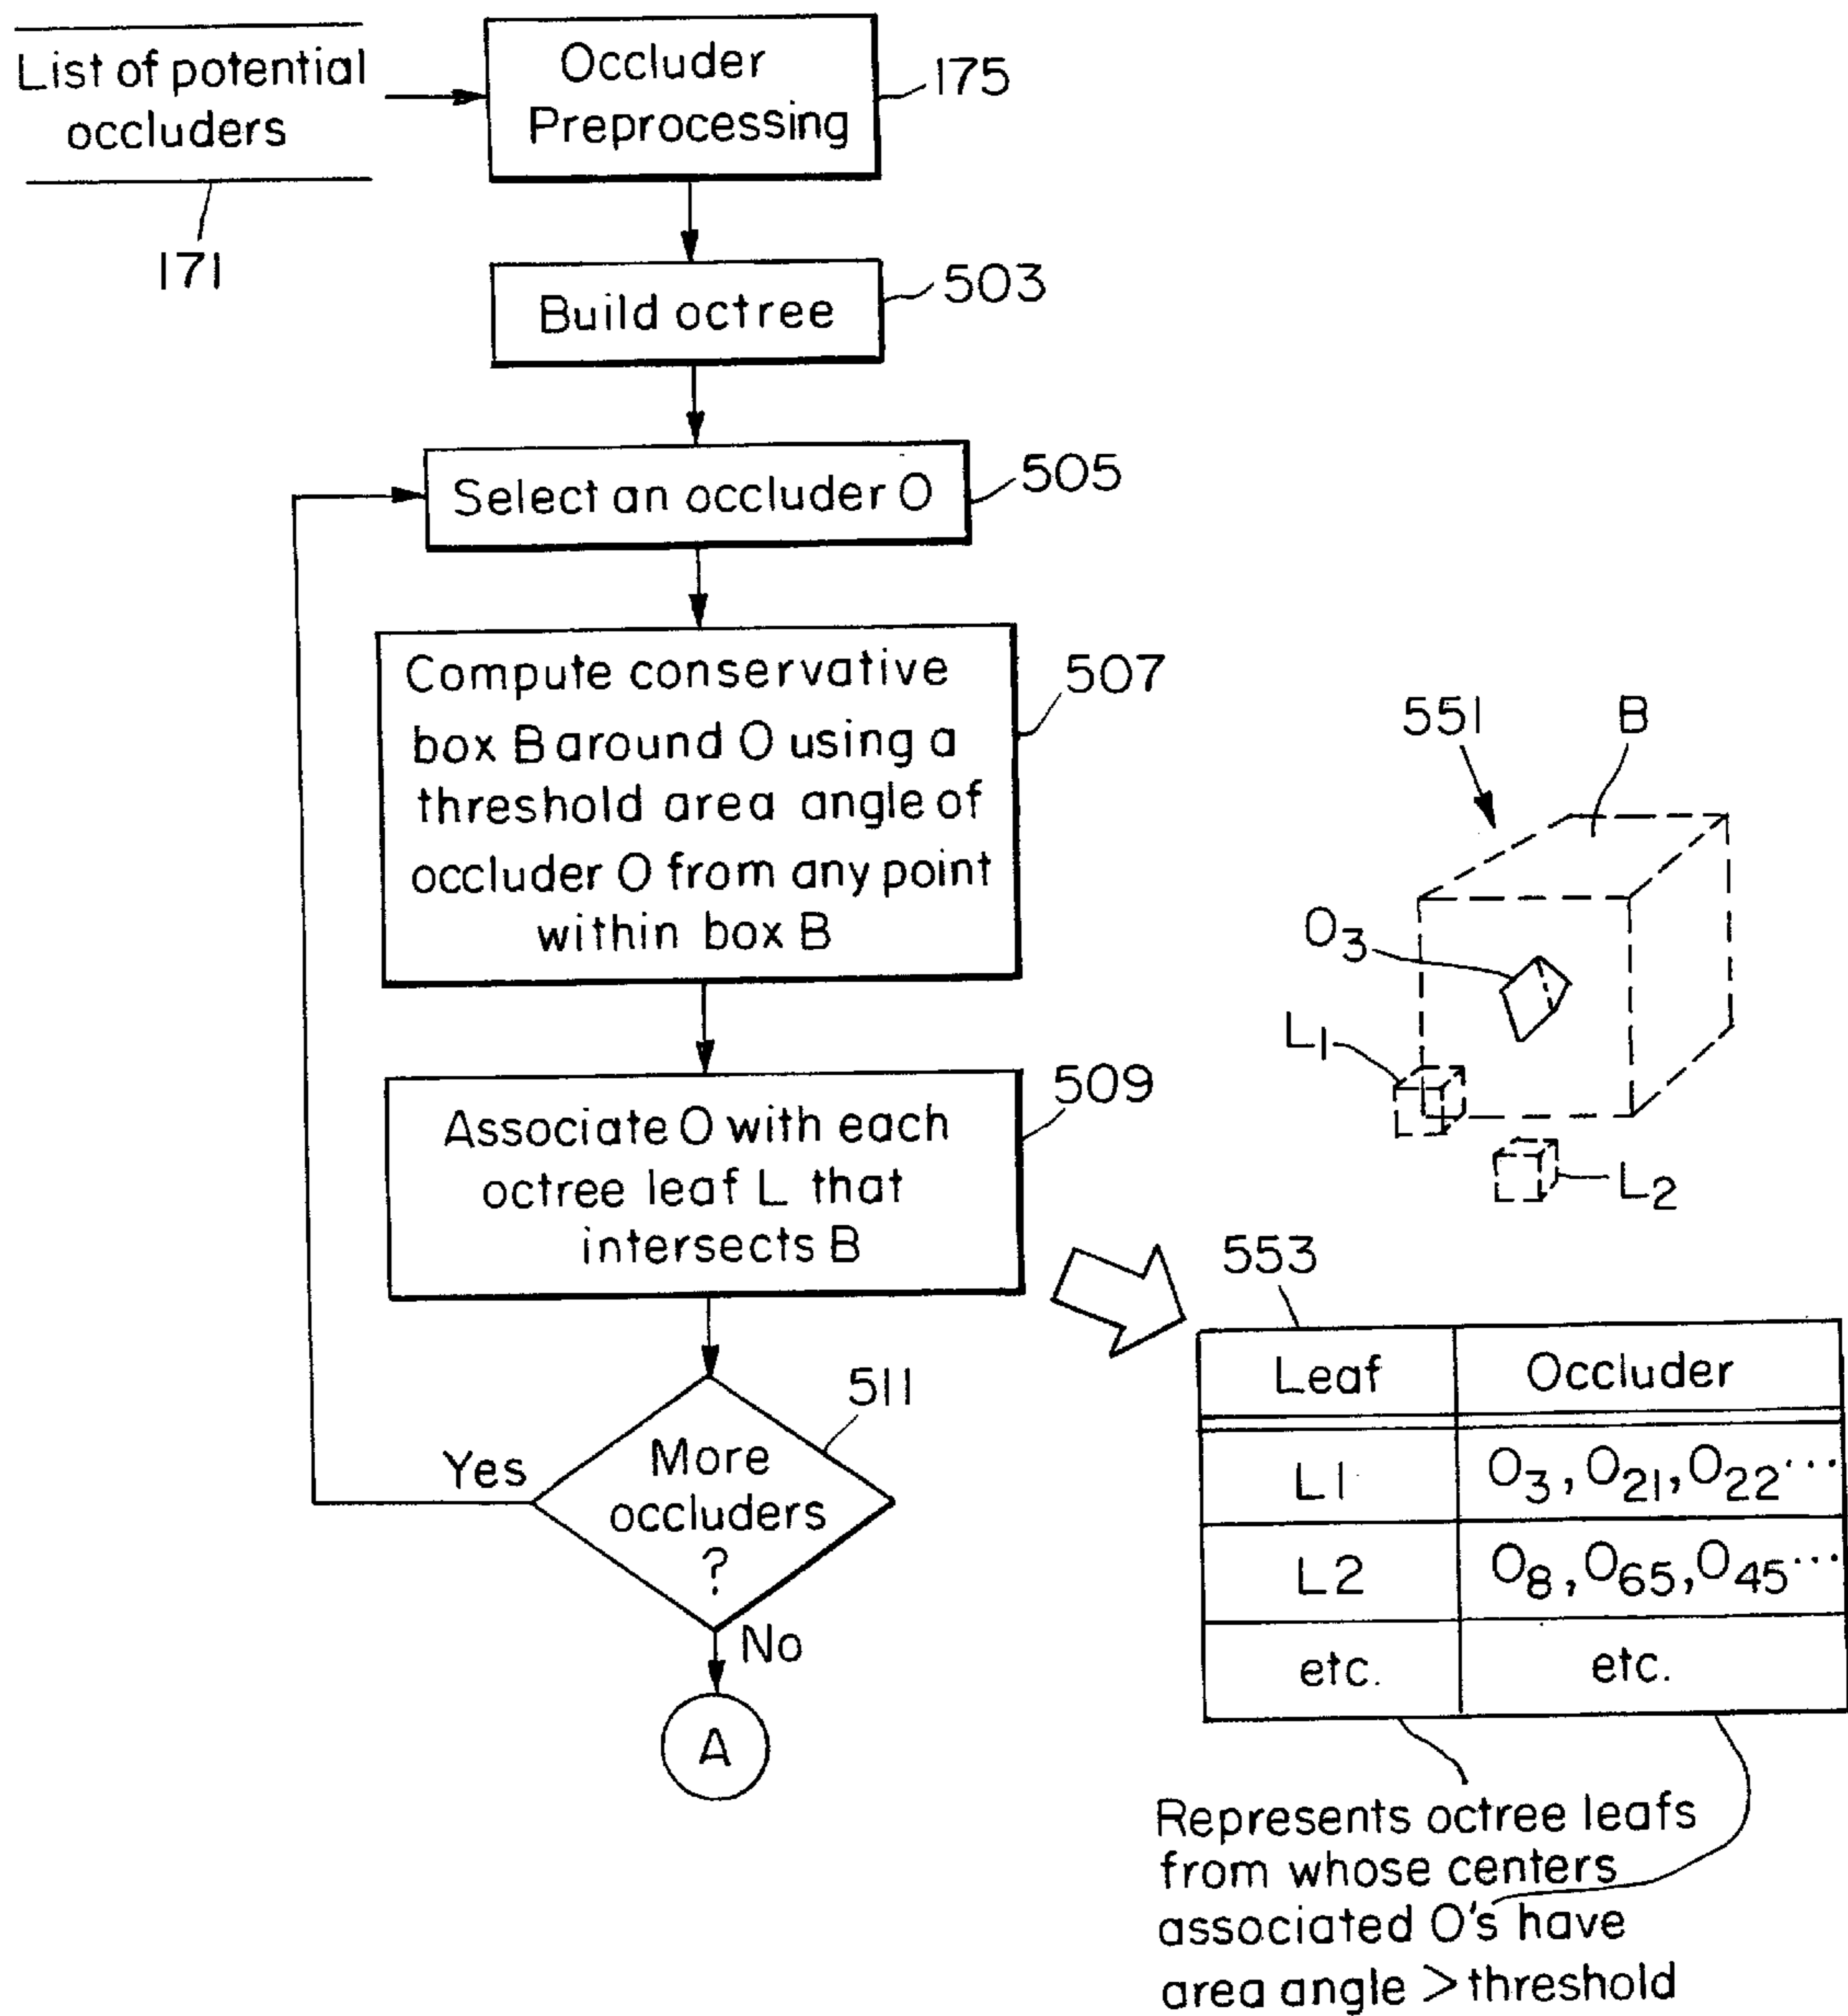 List of potential
occluders
171
Occluder
Preprocessing
175
Build octree
503
Select an occluder O
505
Compute conservative
box B around O using a
threshold area angle of
occluder O from any point
within box B
507
Associate O with each
octree leaf L that
intersects B
509
More
occluders
?
511
Yes
No
A
551
B
O3
L1
L2
553
Leaf Occluder
L1 O3, O21, O22...
L2 O8, O65, O45...
etc. etc.
Represents octree leafs
from whose centers
associated O's have
area angle > threshold